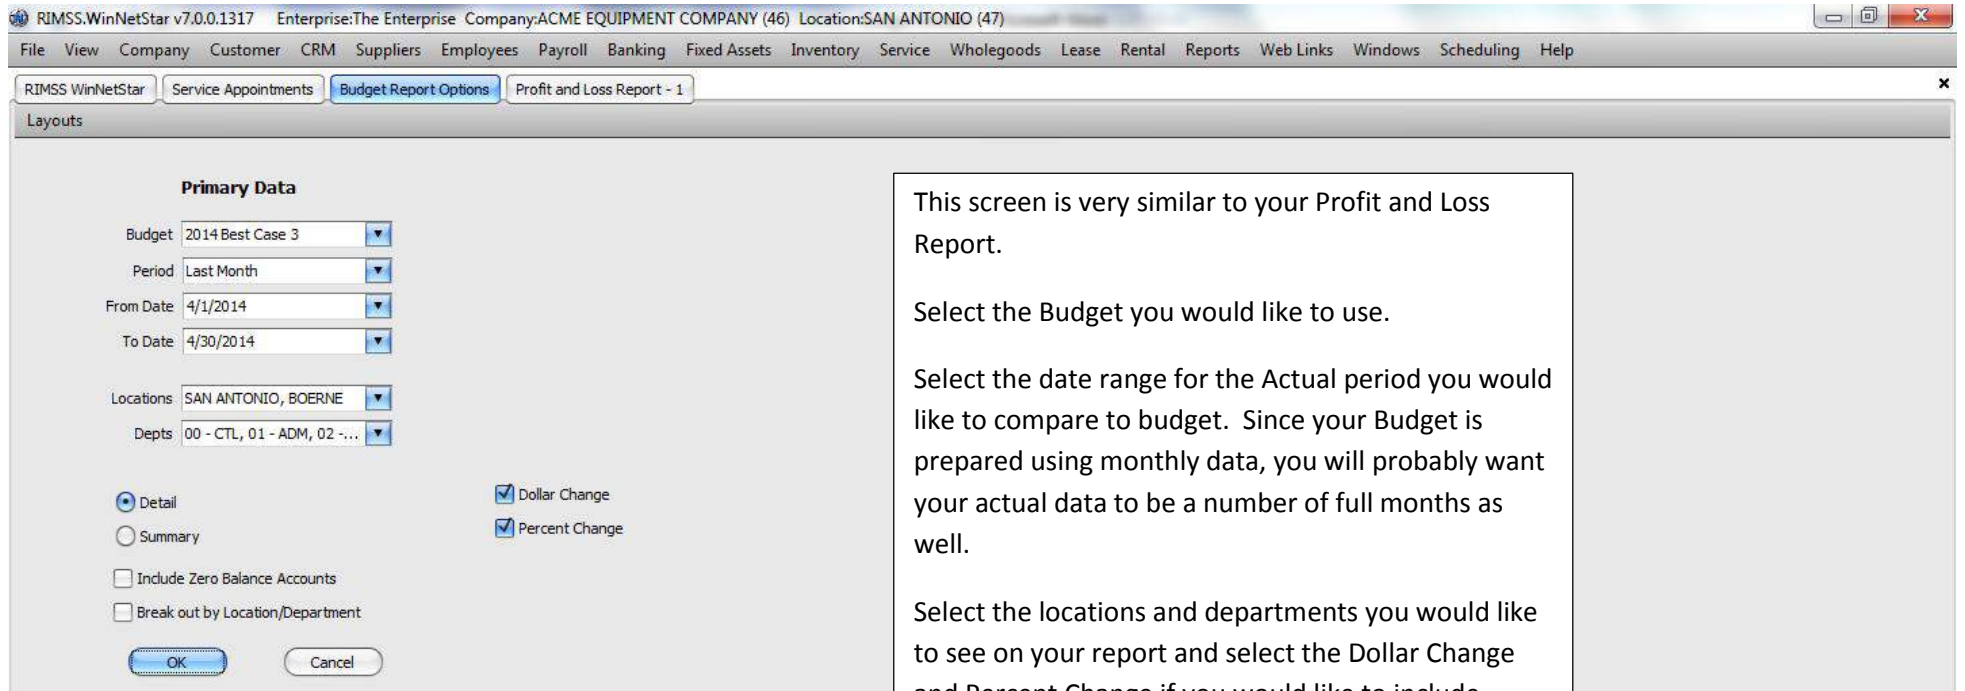 RIMSS.WinNetStar v7.0.0.1317 Enterprise:The Enterprise Company:ACME EQUIPMENT COMPANY (46) Location:SAN ANTONIO (47)
File View Company Customer CRM Suppliers Employees Payroll Banking Fixed Assets Inventory Service Wholegoods Lease Rental Reports Web Links Windows Scheduling Help
RIMSS WinNetStar Service Appointments Budget Report Options Profit and Loss Report - 1
Layouts
Primary Data
Budget 2014 Best Case 3
Period Last Month
From Date 4/1/2014
To Date 4/30/2014
Locations SAN ANTONIO, BOERNE
Depts 00 - CTL, 01 - ADM, 02 -...
Detail
Summary
Dollar Change
Percent Change
Include Zero Balance Accounts
Break out by Location/Department
OK Cancel
This screen is very similar to your Profit and Loss
Report.
Select the Budget you would like to use.
Select the date range for the Actual period you would
like to compare to budget. Since your Budget is
prepared using monthly data, you will probably want
your actual data to be a number of full months as
well.
Select the locations and departments you would like
to see on your report and select the Dollar Change
and Percent Change if you would like to include